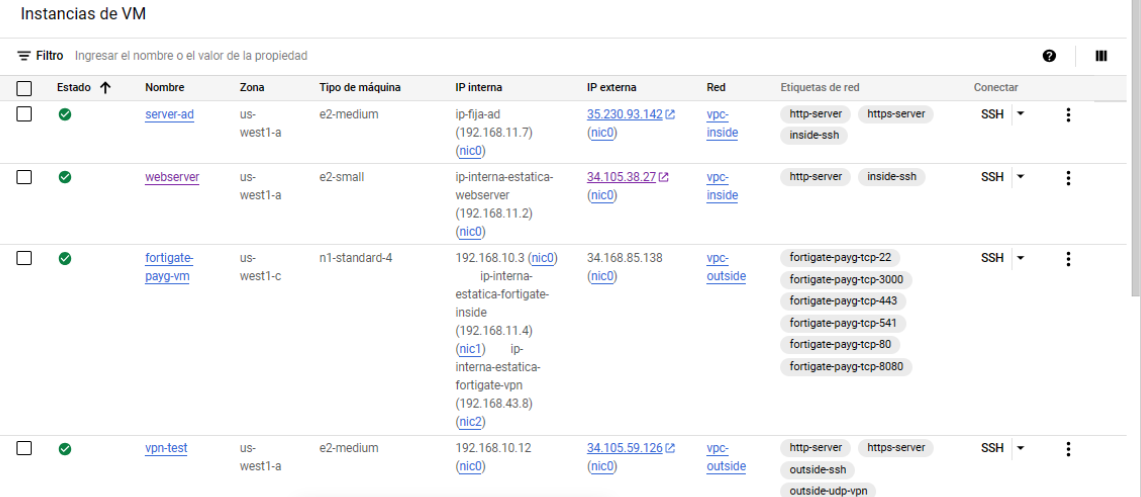 Instancias de VM
Filtro Ingresar el nombre o el valor de la propiedad
Estado Nombre Zona Tipo de máquina IP interna IP externa Red Etiquetas de red Conectar
server-ad us- e2-medium ip-fija-ad 35.230.93.142 vpc- http-server https-server SSH
west1-a (192.168.11.7) (nic0) inside inside-ssh
(nic0)
webserver us- e2-small ip-interna-estatica- 34.105.38.27 vpc- http-server inside-ssh SSH
west1-a webserver (nic0) inside
(192.168.11.2)
(nic0)
fortigate- us- n1-standard-4 192.168.10.3 (nic0) 34.168.85.138 vpc- fortigate-payg-tcp-22 SSH
payg-vm west1-c ip-interna- (nic0) outside fortigate-payg-tcp-3000
estatica-fortigate- fortigate-payg-tcp-443
inside fortigate-payg-tcp-541
(192.168.11.4) fortigate-payg-tcp-80
(nic1) ip- fortigate-payg-tcp-8080
interna-estatica-
fortigate-vpn
(192.168.43.8)
(nic2)
vpn-test us- e2-medium 192.168.10.12 34.105.59.126 vpc- http-server https-server SSH
west1-a (nic0) (nic0) outside outside-ssh
outside-udp-vpn